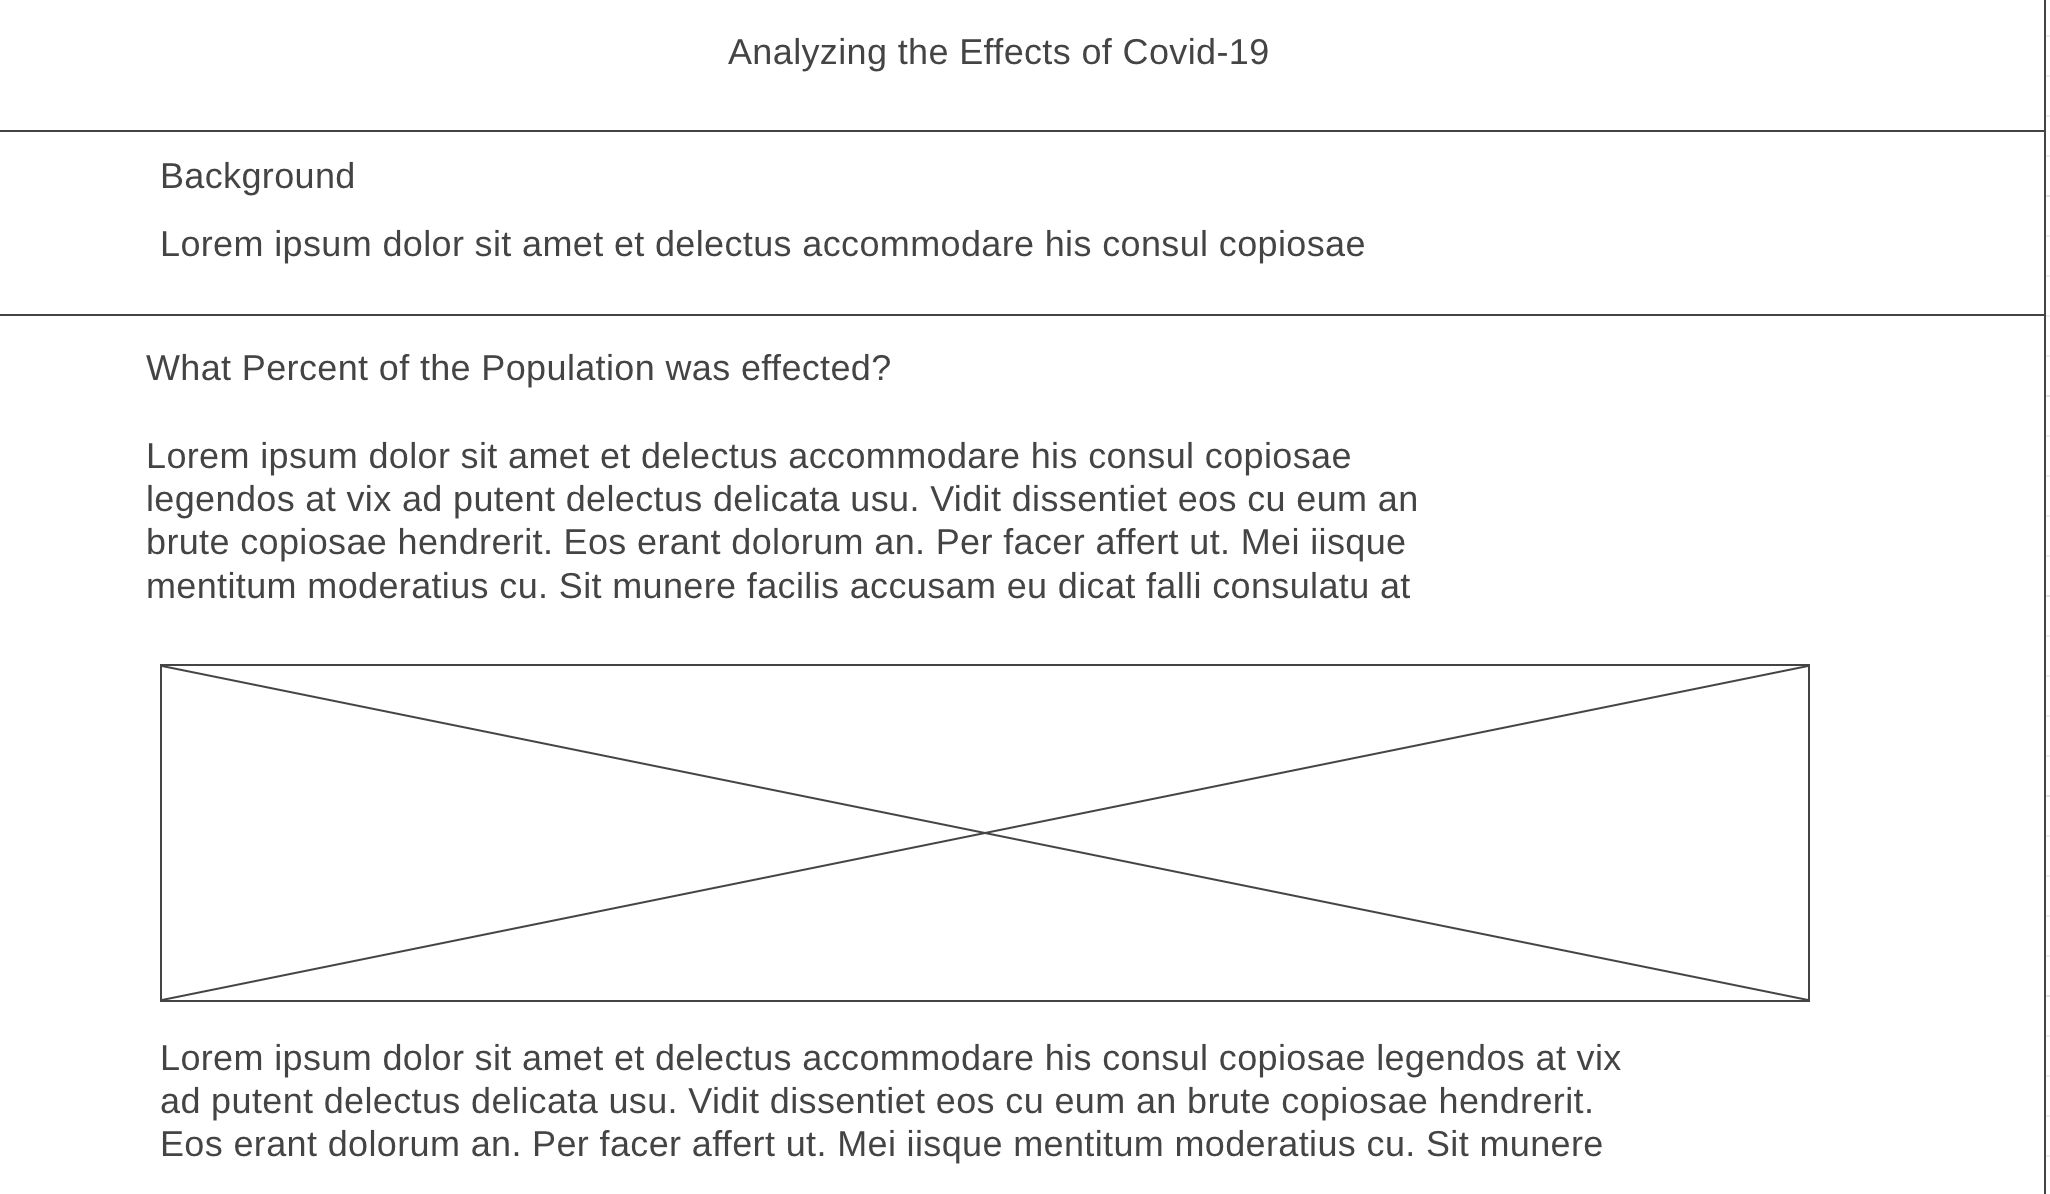 Analyzing the Effects of Covid-19
Background
Lorem ipsum dolor sit amet et delectus accommodare his consul copiosae
What Percent of the Population was effected?
Lorem ipsum dolor sit amet et delectus accommodare his consul copiosae
legendos at vix ad putent delectus delicata usu. Vidit dissentiet eos cu eum an
brute copiosae hendrerit. Eos erant dolorum an. Per facer affert ut. Mei iisque
mentitum moderatius cu. Sit munere facilis accusam eu dicat falli consulatu at
Lorem ipsum dolor sit amet et delectus accommodare his consul copiosae legendos at vix
ad putent delectus delicata usu. Vidit dissentiet eos cu eum an brute copiosae hendrerit.
Eos erant dolorum an. Per facer affert ut. Mei iisque mentitum moderatius cu. Sit munere